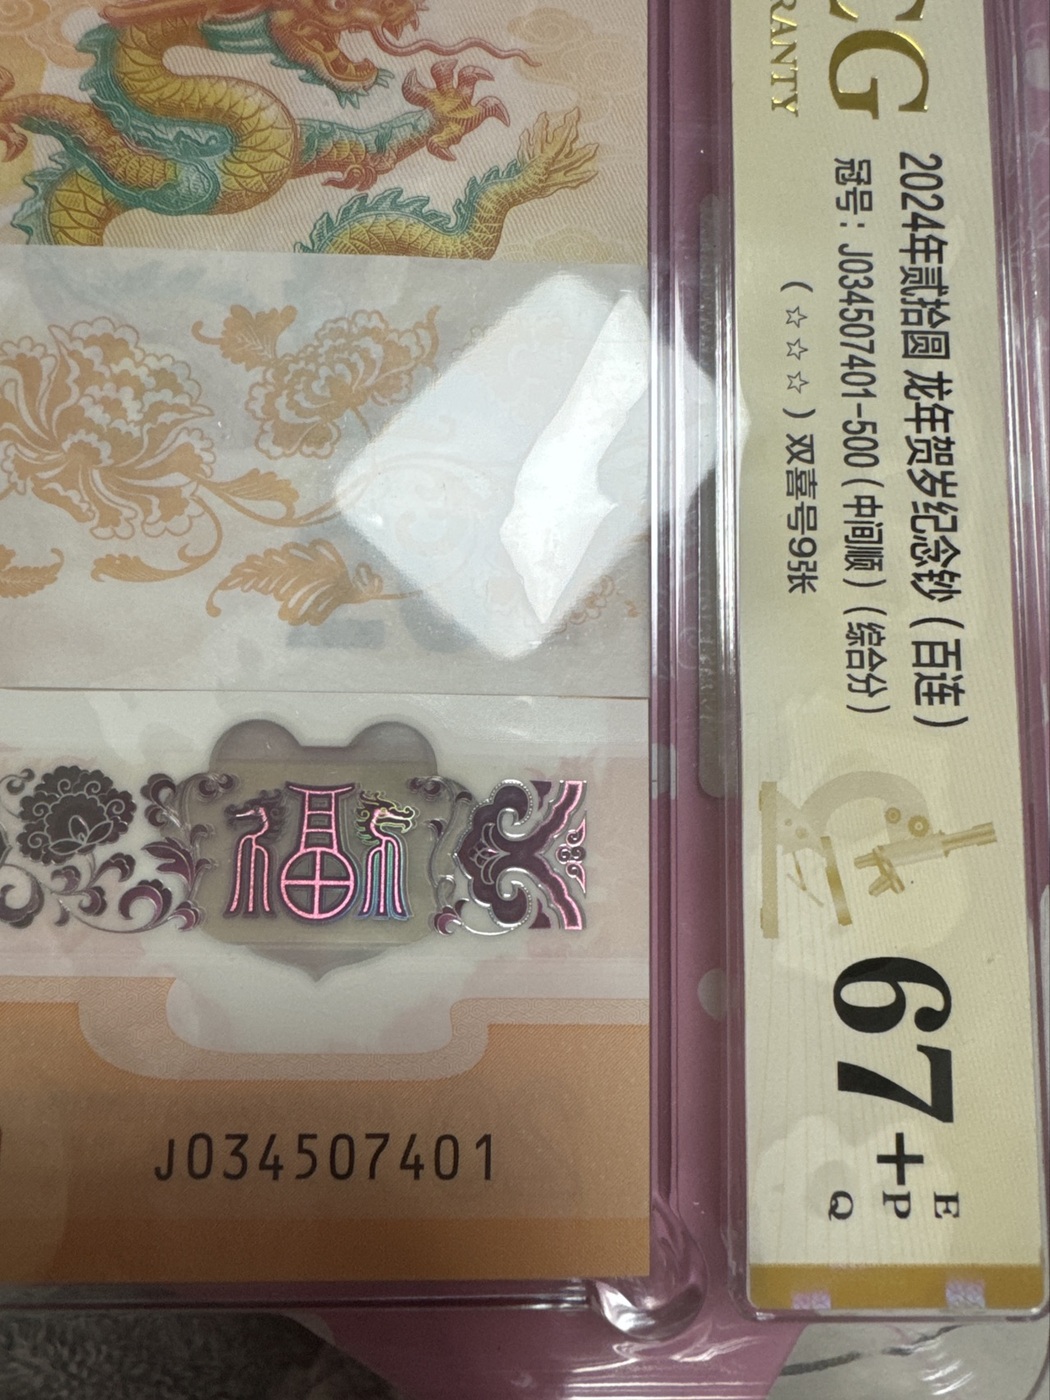 CG
RANTY
2024年贰拾圆 龙年贺岁纪念钞（百连）
冠号：J034507401-500（中间顺）（综合分）
（☆☆☆）双喜号9张
67+
E
P
Q
J034507401